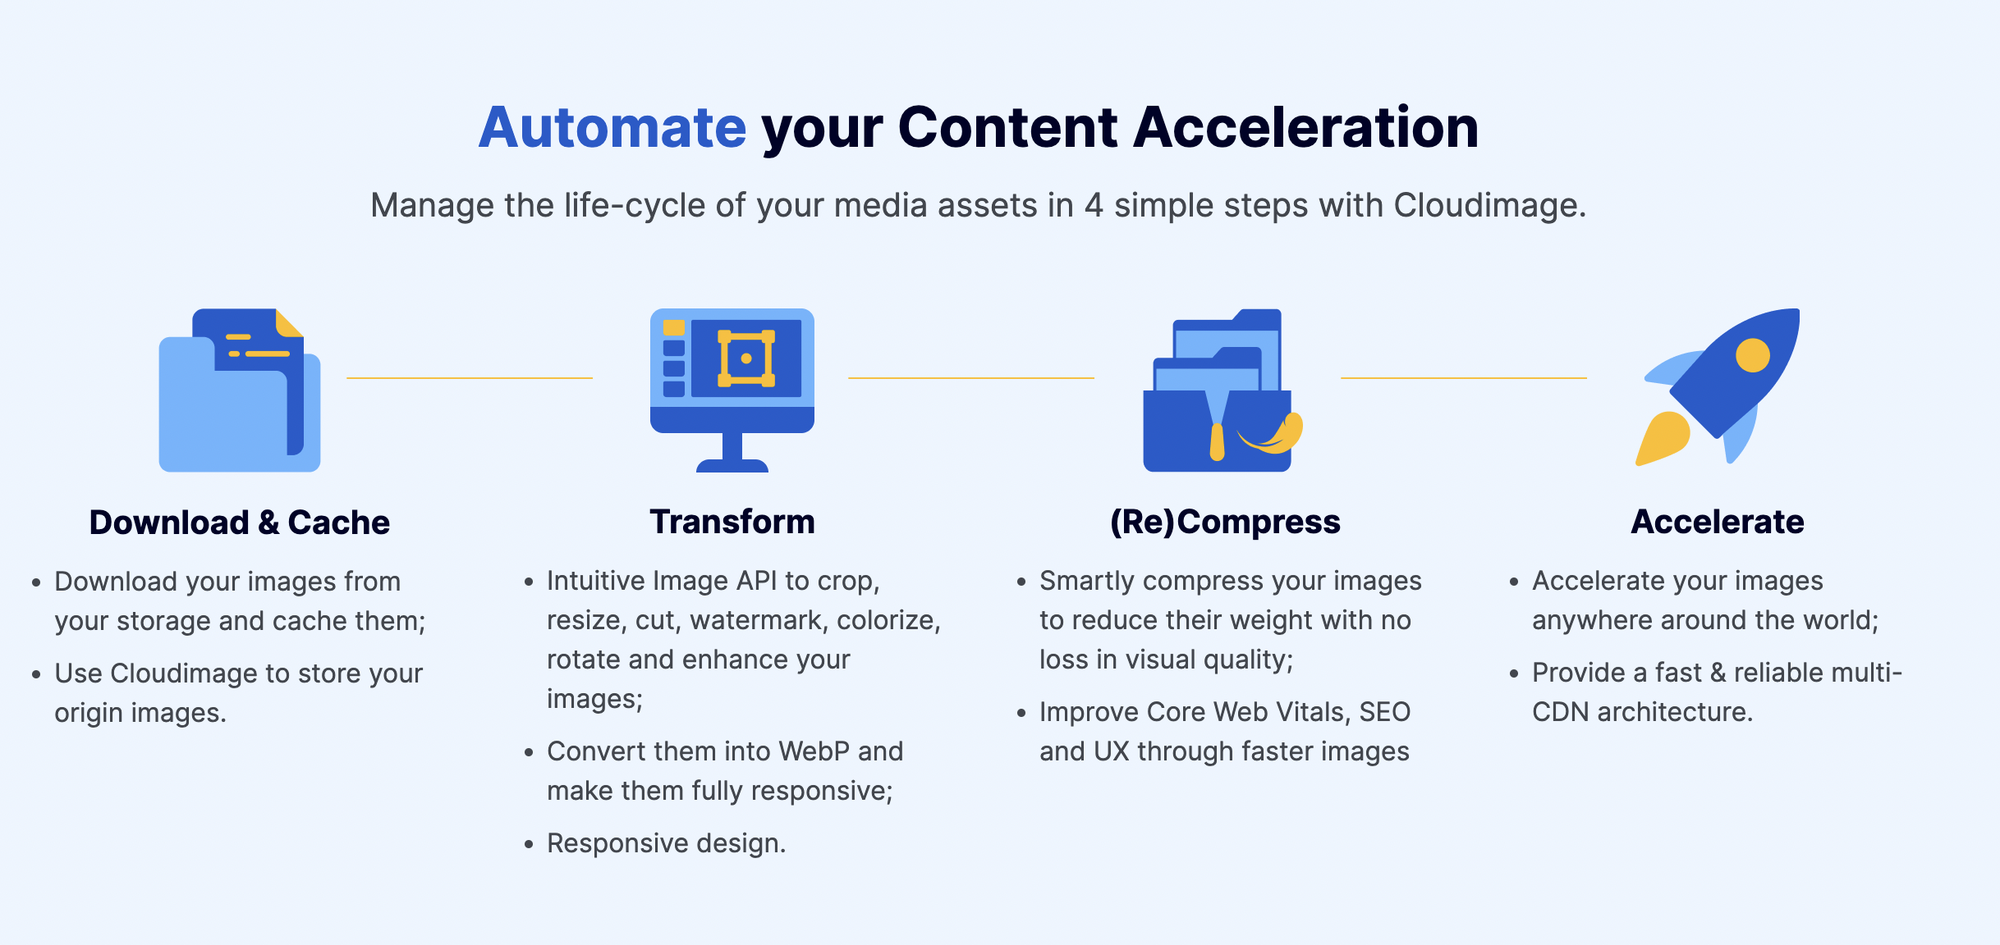 Automate your Content Acceleration
Manage the life-cycle of your media assets in 4 simple steps with Cloudimage.
Download & Cache
• Download your images from
your storage and cache them;
• Use Cloudimage to store your
origin images.
Transform
• Intuitive Image API to crop,
resize, cut, watermark, colorize,
rotate and enhance your
images;
• Convert them into WebP and
make them fully responsive;
• Responsive design.
(Re)Compress
• Smartly compress your images
to reduce their weight with no
loss in visual quality;
• Improve Core Web Vitals, SEO
and UX through faster images
Accelerate
• Accelerate your images
anywhere around the world;
• Provide a fast & reliable multi-
CDN architecture.